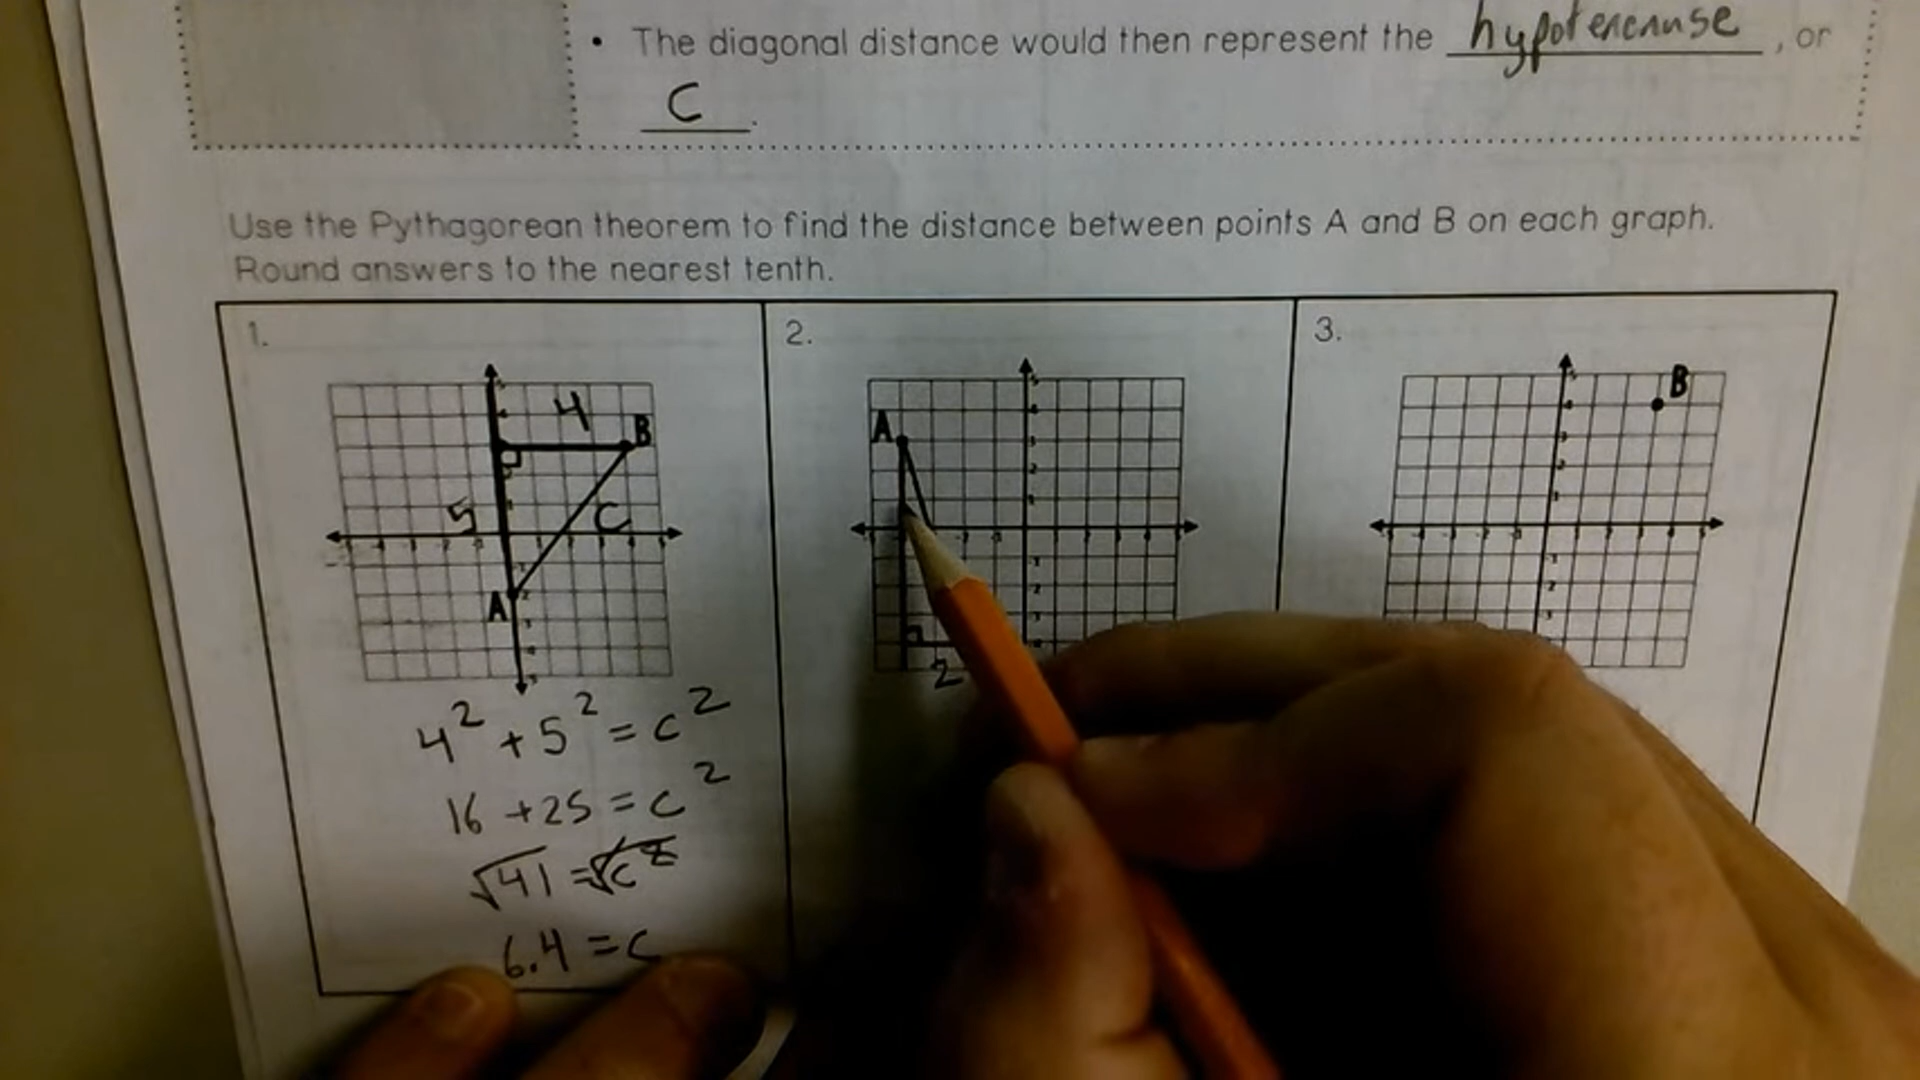 • The diagonal distance would then represent the hypotencnuse, or
C.
Use the Pythagorean theorem to find the distance between points A and B on each graph.
Round answers to the nearest tenth.
1.
4
B
5
C
A
4² + 5² = c²
16 + 25 = c²
√41 = √c²
6.4 = c
2.
A
2
3.
B